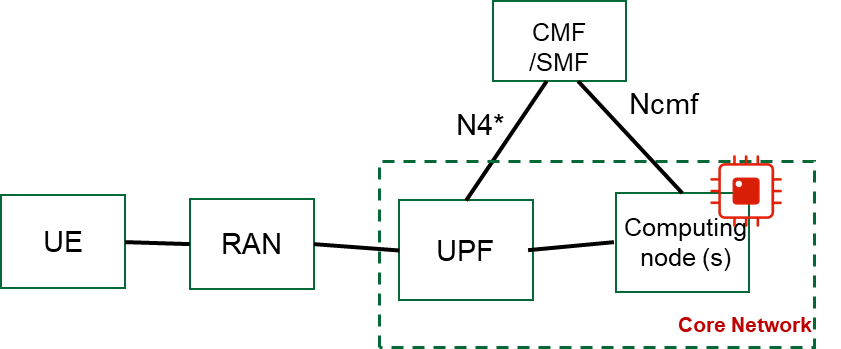 CMF
/SMF
N4*
Ncmf
UE
RAN
UPF
Computing
node (s)
Core Network